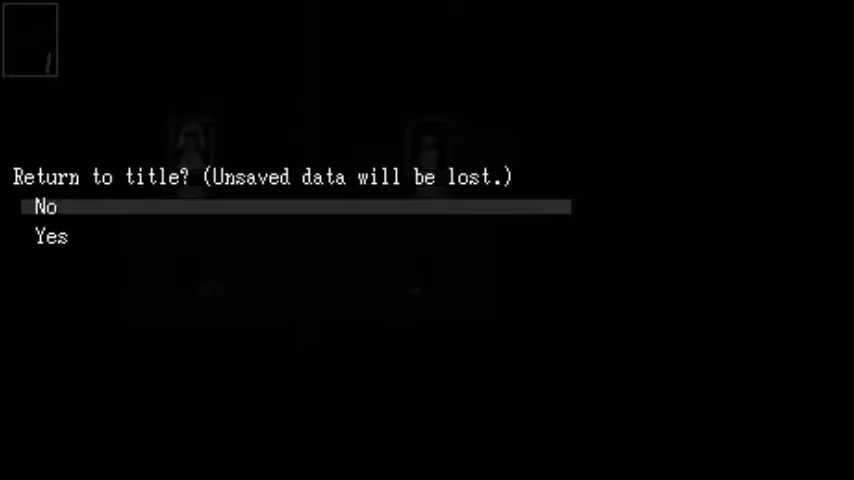 Return to title? (Unsaved data will be lost.)
No
Yes